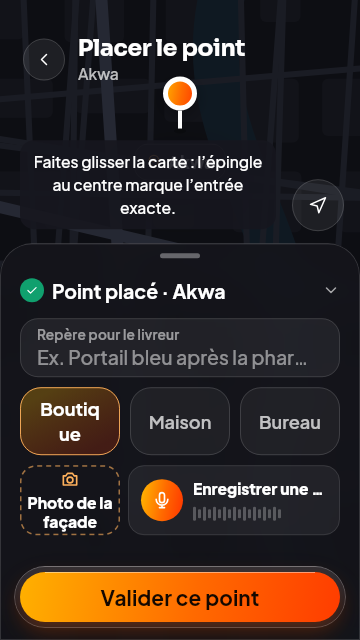 Placer le point
Akwa
Faites glisser la carte : l’épingle
au centre marque l’entrée
exacte.
Point placé · Akwa
Repère pour le livreur
Ex. Portail bleu après la phar…
Boutiq
ue
Maison
Bureau
Photo de la
façade
Enregistrer une …
Valider ce point